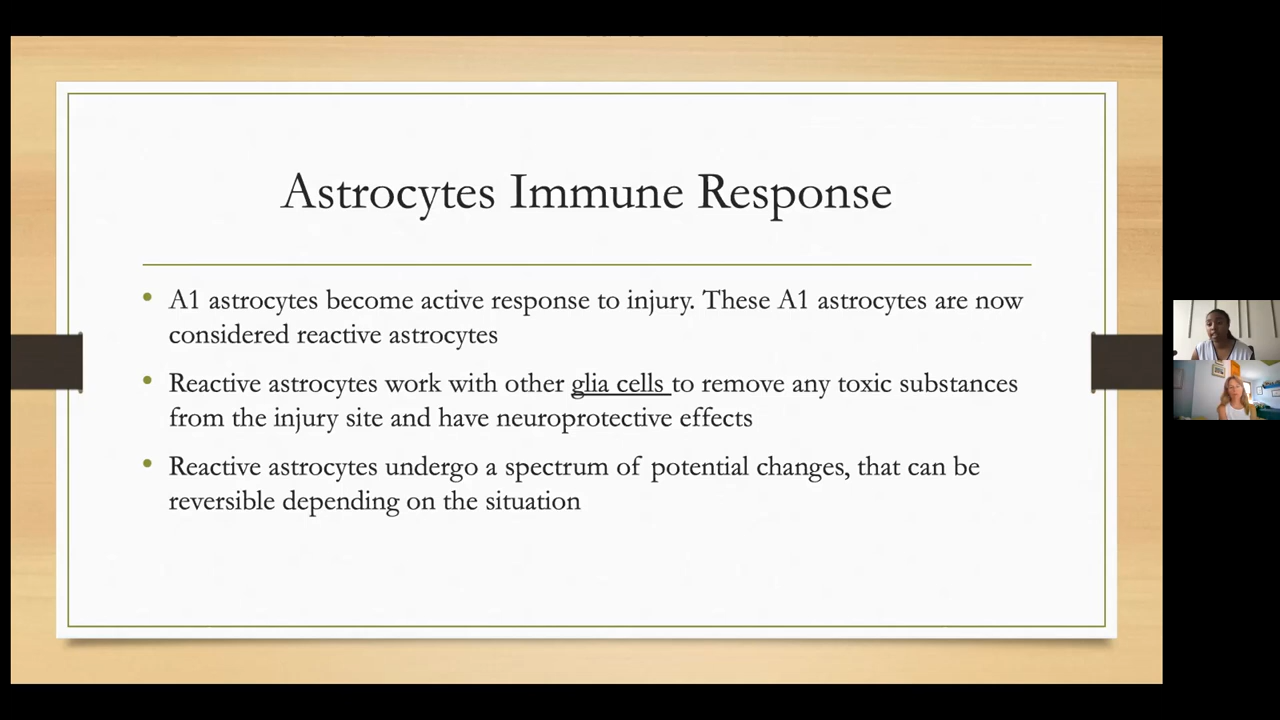 Astrocytes Immune Response
• A1 astrocytes become active response to injury. These A1 astrocytes are now
considered reactive astrocytes
• Reactive astrocytes work with other glia cells to remove any toxic substances
from the injury site and have neuroprotective effects
• Reactive astrocytes undergo a spectrum of potential changes, that can be
reversible depending on the situation